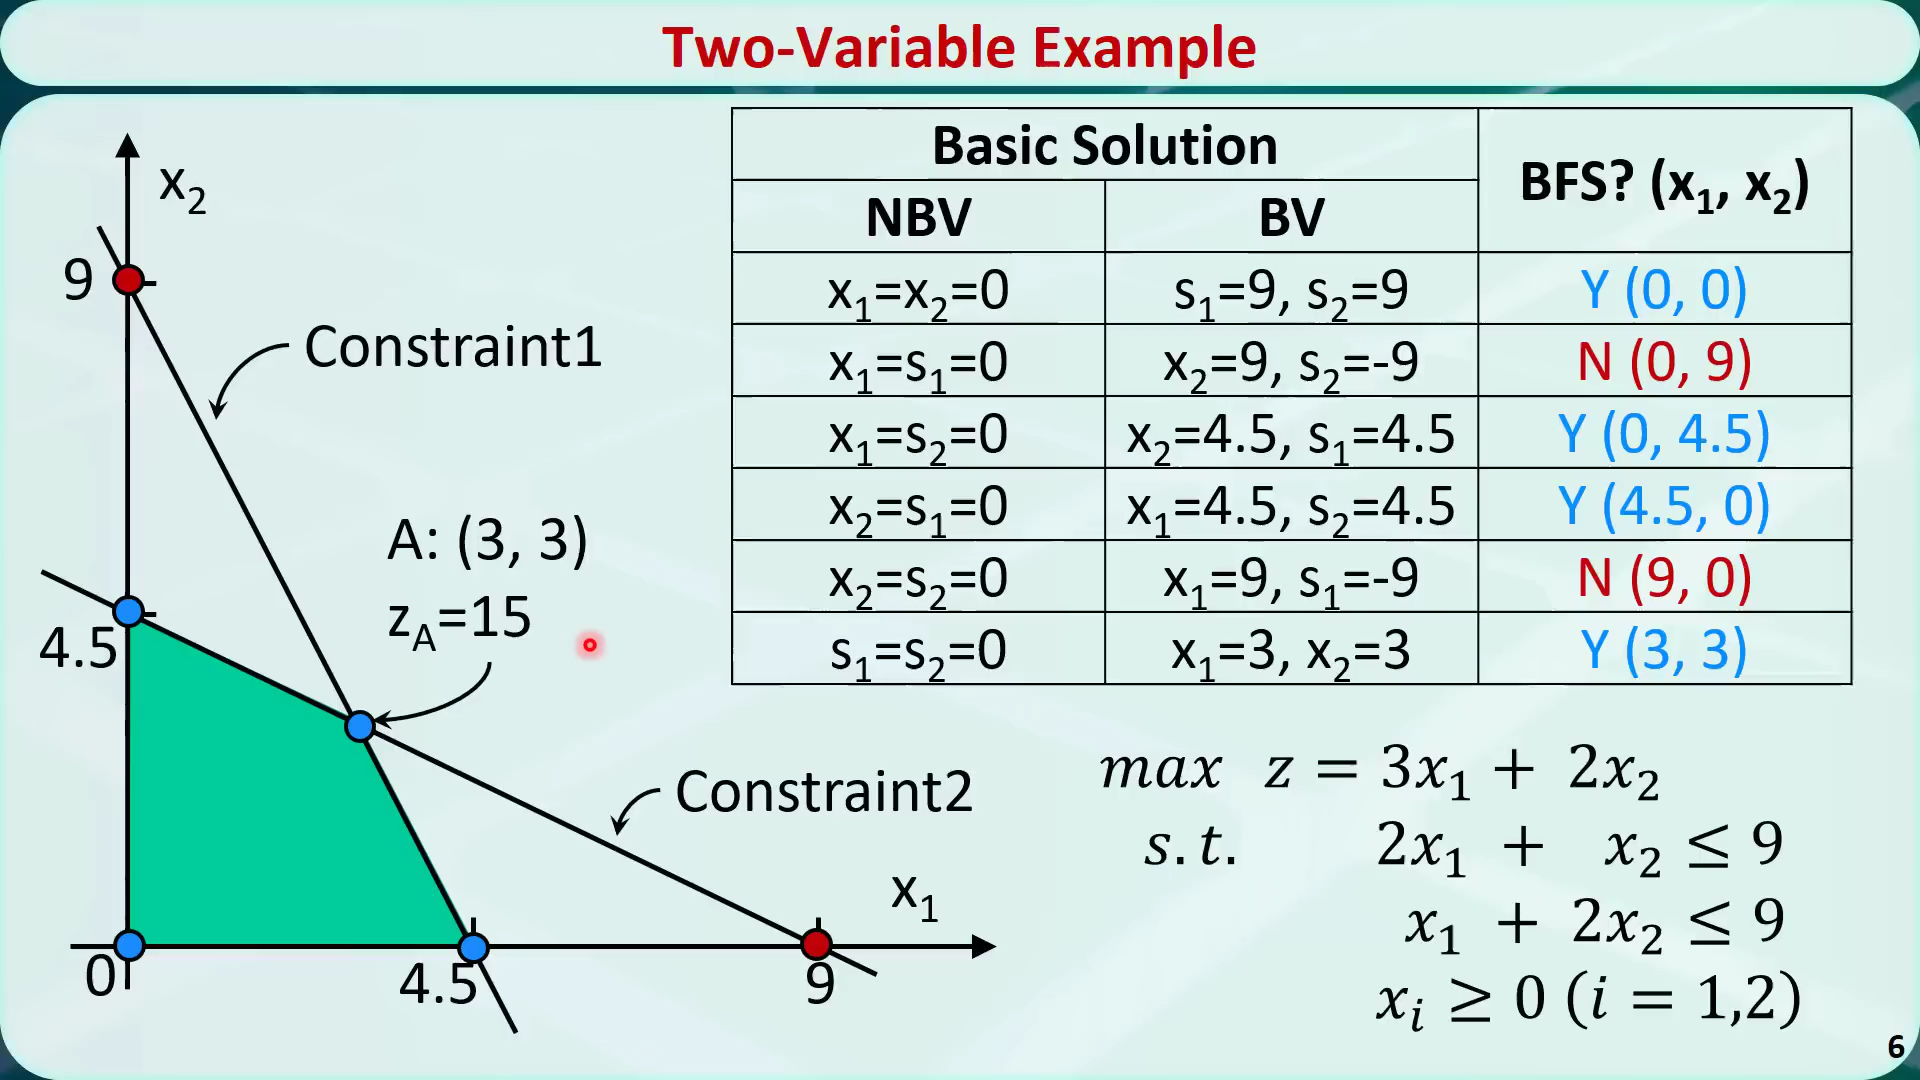 Two-Variable Example
x₂
9
Constraint1
A: (3, 3)
z_A=15
4.5
Constraint2
x₁
0
4.5
9
Basic Solution
BFS? (x₁, x₂)
NBV
BV
x₁=x₂=0
s₁=9, s₂=9
Y (0, 0)
x₁=s₁=0
x₂=9, s₂=-9
N (0, 9)
x₁=s₂=0
x₂=4.5, s₁=4.5
Y (0, 4.5)
x₂=s₁=0
x₁=4.5, s₂=4.5
Y (4.5, 0)
x₂=s₂=0
x₁=9, s₁=-9
N (9, 0)
s₁=s₂=0
x₁=3, x₂=3
Y (3, 3)
max z = 3x₁ + 2x₂
s.t. 2x₁ + x₂ ≤ 9
x₁ + 2x₂ ≤ 9
xᵢ ≥ 0 (i = 1,2)
6